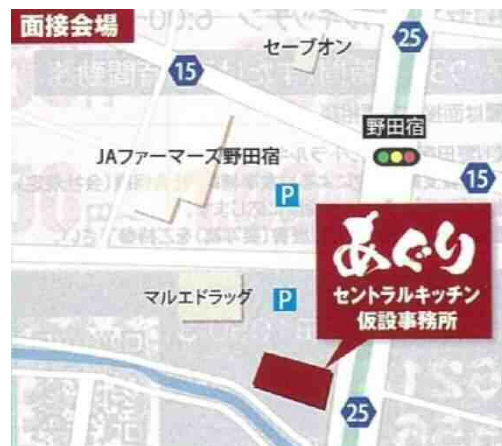 面接会場
セーブオン
25
15
野田宿
JAファーマーズ野田宿
15
P
あぐり
セントラルキッチン
仮設事務所
マルエドラッグ
P
25